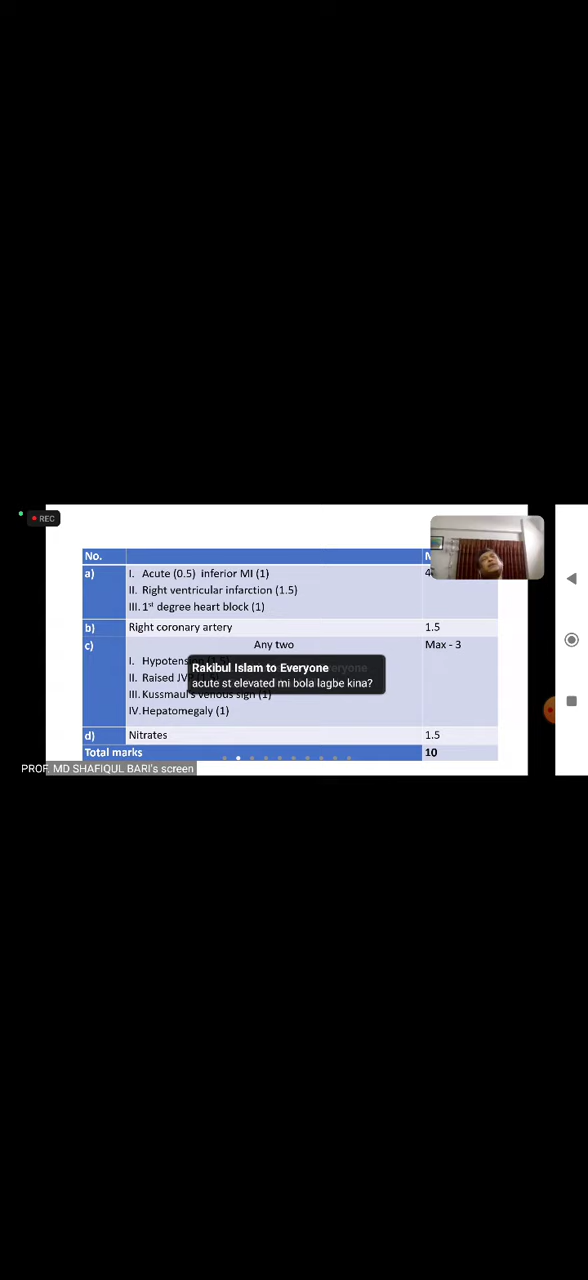 REC
No.
a)
I. Acute (0.5) inferior MI (1)
II. Right ventricular infarction (1.5)
III. 1st degree heart block (1)
b) Right coronary artery 1.5
c) Any two Max - 3
I.
Rakibul Islam to Everyone
II. Raised
acute st elevated mi bola lagbe kina?
III. Kussmaul's venous sign (1)
IV. Hepatomegaly (1)
d) Nitrates 1.5
Total marks 10
PROF. MD SHAFIQUL BARI's screen